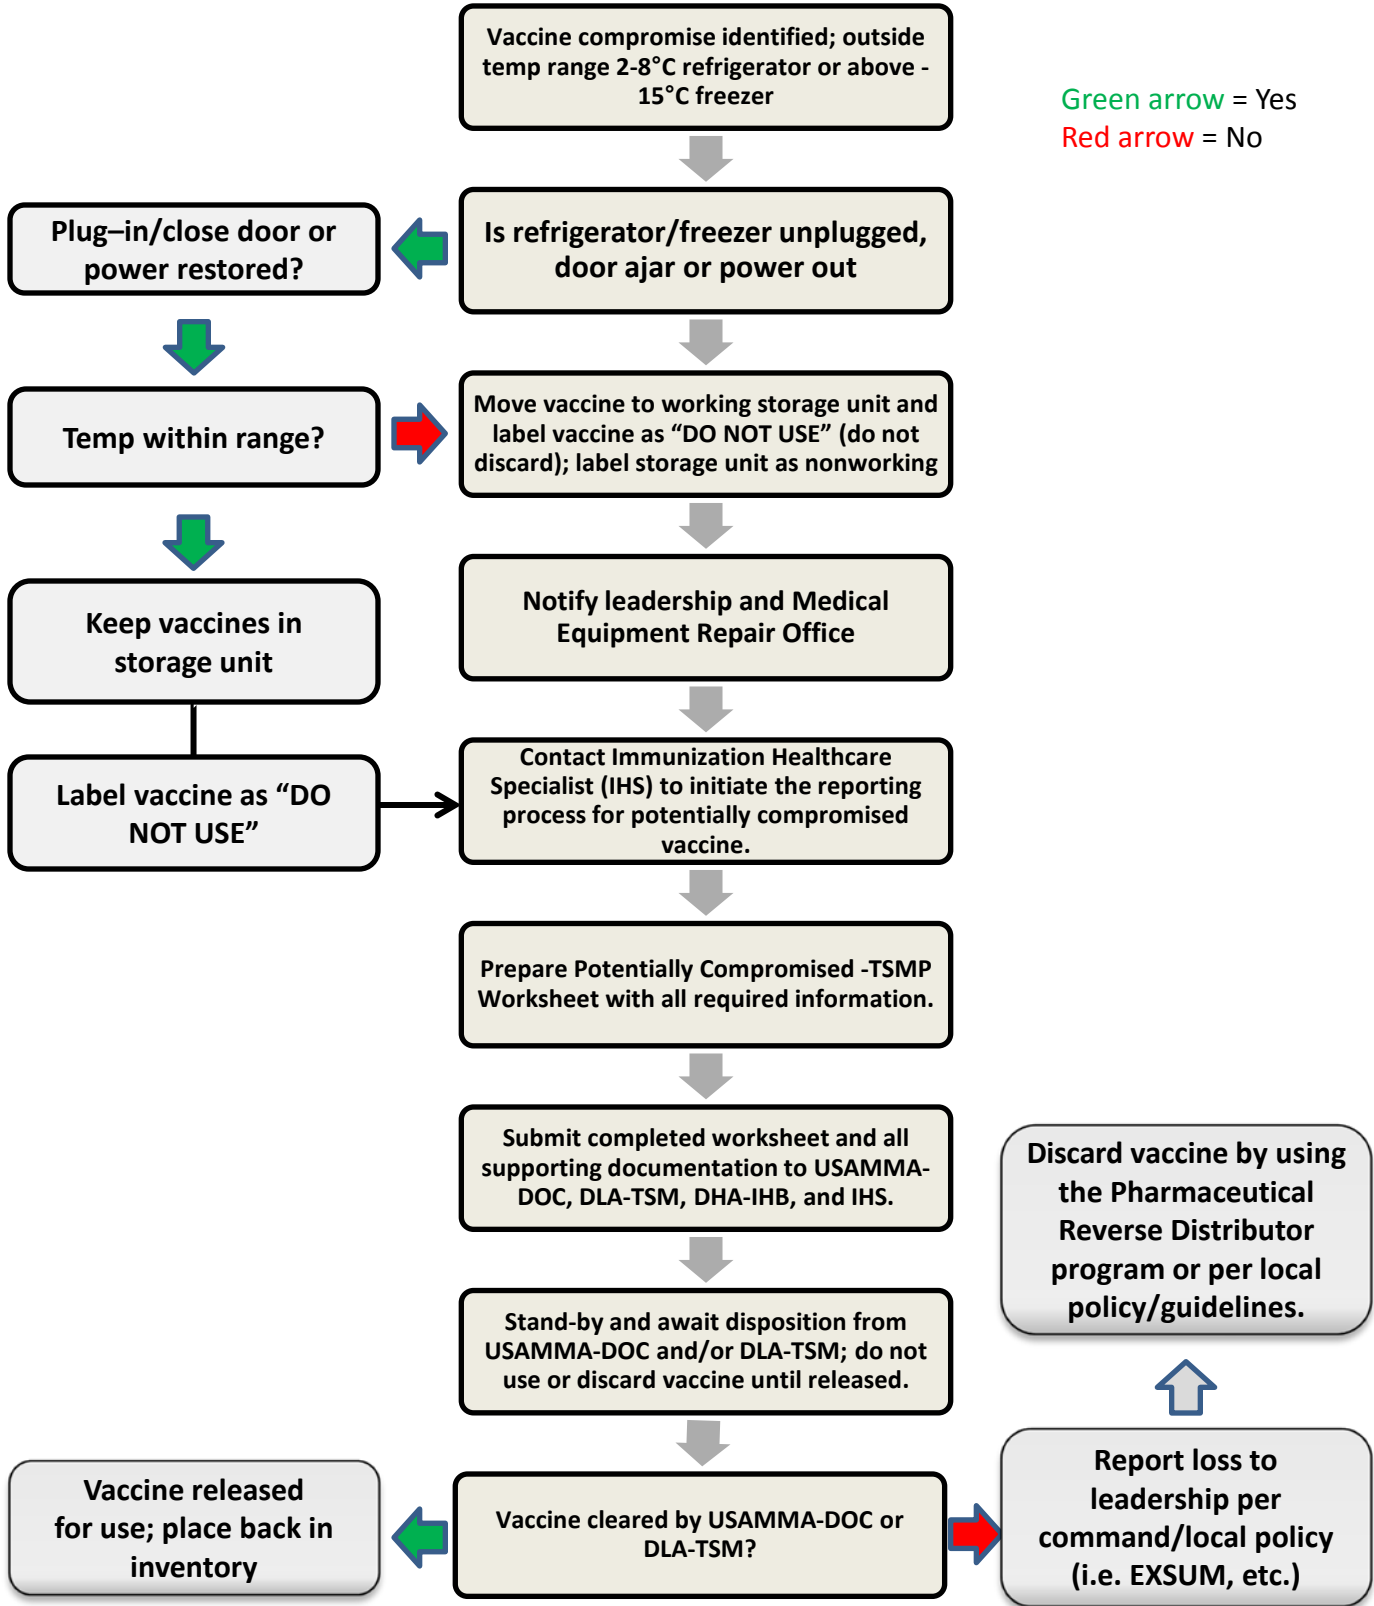 Vaccine compromise identified; outside
temp range 2-8°C refrigerator or above -
15°C freezer
Green arrow = Yes
Red arrow = No
Plug–in/close door or
power restored?
Is refrigerator/freezer unplugged,
door ajar or power out
Temp within range?
Move vaccine to working storage unit and
label vaccine as “DO NOT USE” (do not
discard); label storage unit as nonworking
Keep vaccines in
storage unit
Notify leadership and Medical
Equipment Repair Office
Label vaccine as “DO
NOT USE”
Contact Immunization Healthcare
Specialist (IHS) to initiate the reporting
process for potentially compromised
vaccine.
Prepare Potentially Compromised -TSMP
Worksheet with all required information.
Submit completed worksheet and all
supporting documentation to USAMMA-
DOC, DLA-TSM, DHA-IHB, and IHS.
Discard vaccine by using
the Pharmaceutical
Reverse Distributor
program or per local
policy/guidelines.
Stand-by and await disposition from
USAMMA-DOC and/or DLA-TSM; do not
use or discard vaccine until released.
Vaccine released
for use; place back in
inventory
Vaccine cleared by USAMMA-DOC or
DLA-TSM?
Report loss to
leadership per
command/local policy
(i.e. EXSUM, etc.)